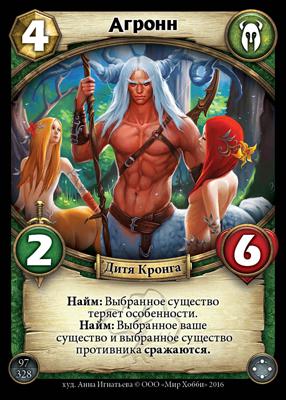 4
Агронн
2
6
Дитя Кронга
Найм: Выбранное существо
теряет особенности.
Найм: Выбранное ваше
существо и выбранное существо
противника сражаются.
97
328
худ. Анна Игнатьева © ООО «Мир Хобби» 2016